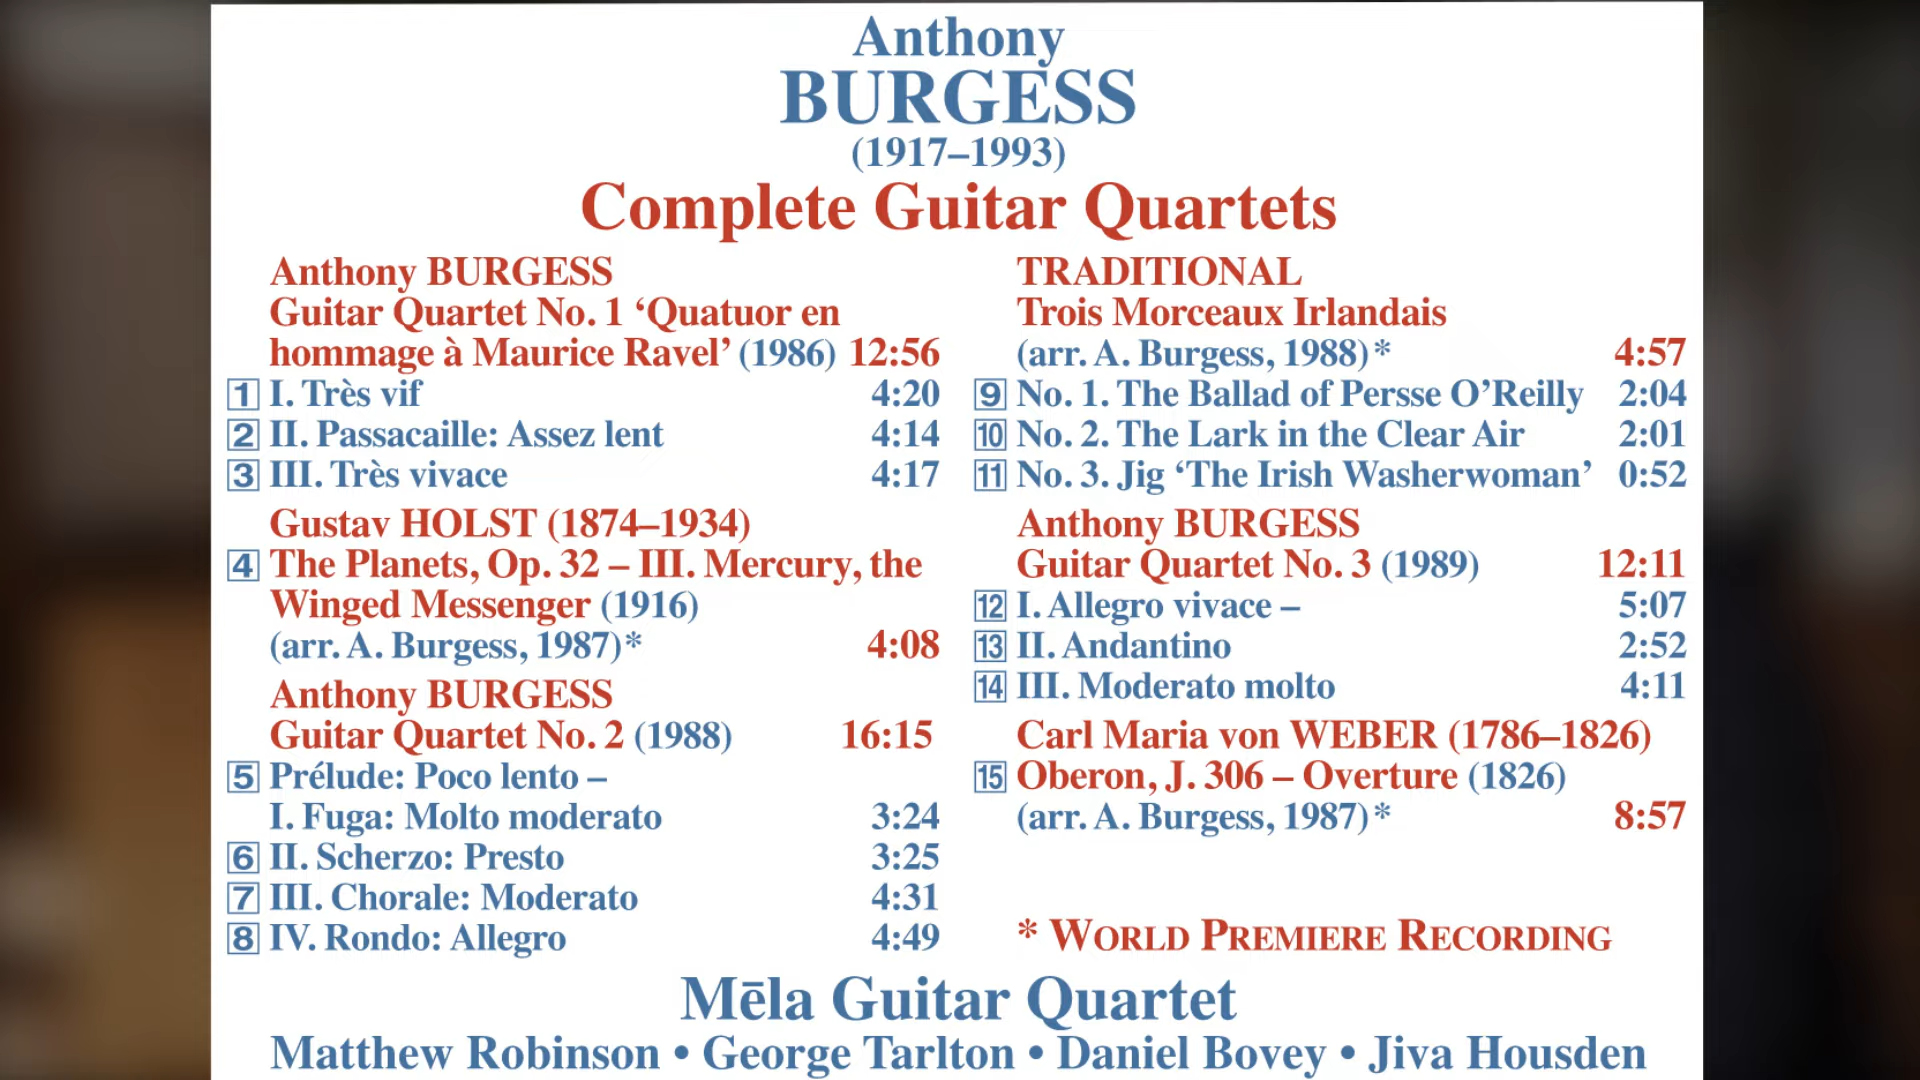 Anthony
BURGESS
(1917–1993)
Complete Guitar Quartets
Anthony BURGESS
Guitar Quartet No. 1 ‘Quatuor en
hommage à Maurice Ravel’ (1986) 12:56
1 I. Très vif 4:20
2 II. Passacaille: Assez lent 4:14
3 III. Très vivace 4:17
Gustav HOLST (1874–1934)
4 The Planets, Op. 32 – III. Mercury, the
Winged Messenger (1916)
(arr. A. Burgess, 1987)* 4:08
Anthony BURGESS
Guitar Quartet No. 2 (1988) 16:15
5 Prélude: Poco lento –
I. Fuga: Molto moderato 3:24
6 II. Scherzo: Presto 3:25
7 III. Chorale: Moderato 4:31
8 IV. Rondo: Allegro 4:49
TRADITIONAL
Trois Morceaux Irlandais
(arr. A. Burgess, 1988)* 4:57
9 No. 1. The Ballad of Persse O’Reilly 2:04
10 No. 2. The Lark in the Clear Air 2:01
11 No. 3. Jig ‘The Irish Washerwoman’ 0:52
Anthony BURGESS
Guitar Quartet No. 3 (1989) 12:11
12 I. Allegro vivace – 5:07
13 II. Andantino 2:52
14 III. Moderato molto 4:11
Carl Maria von WEBER (1786–1826)
15 Oberon, J. 306 – Overture (1826)
(arr. A. Burgess, 1987)* 8:57
* WORLD PREMIERE RECORDING
Mēla Guitar Quartet
Matthew Robinson • George Tarlton • Daniel Bovey • Jiva Housden